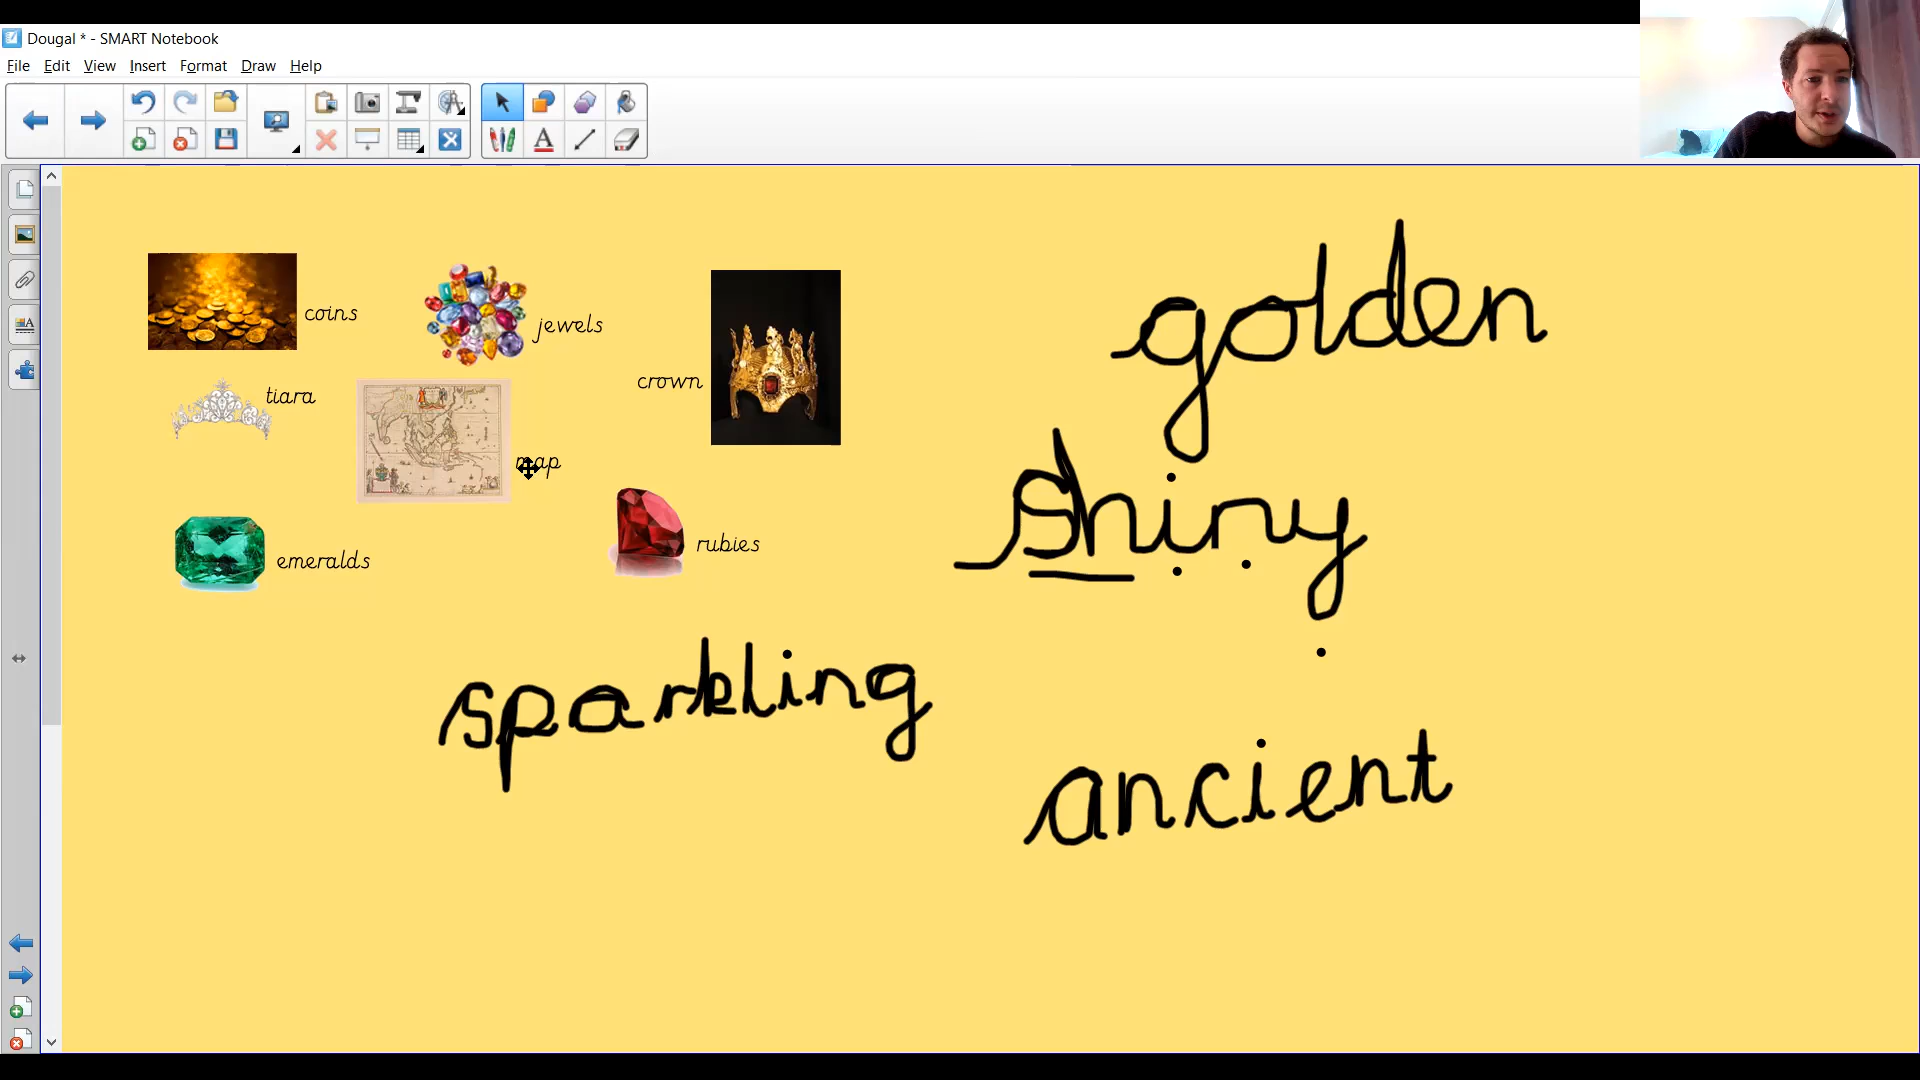 Dougal * - SMART Notebook
File Edit View Insert Format Draw Help
golden
coins
jewels
crown
tiara
map
shiny
emeralds
rubies
sparkling
ancient